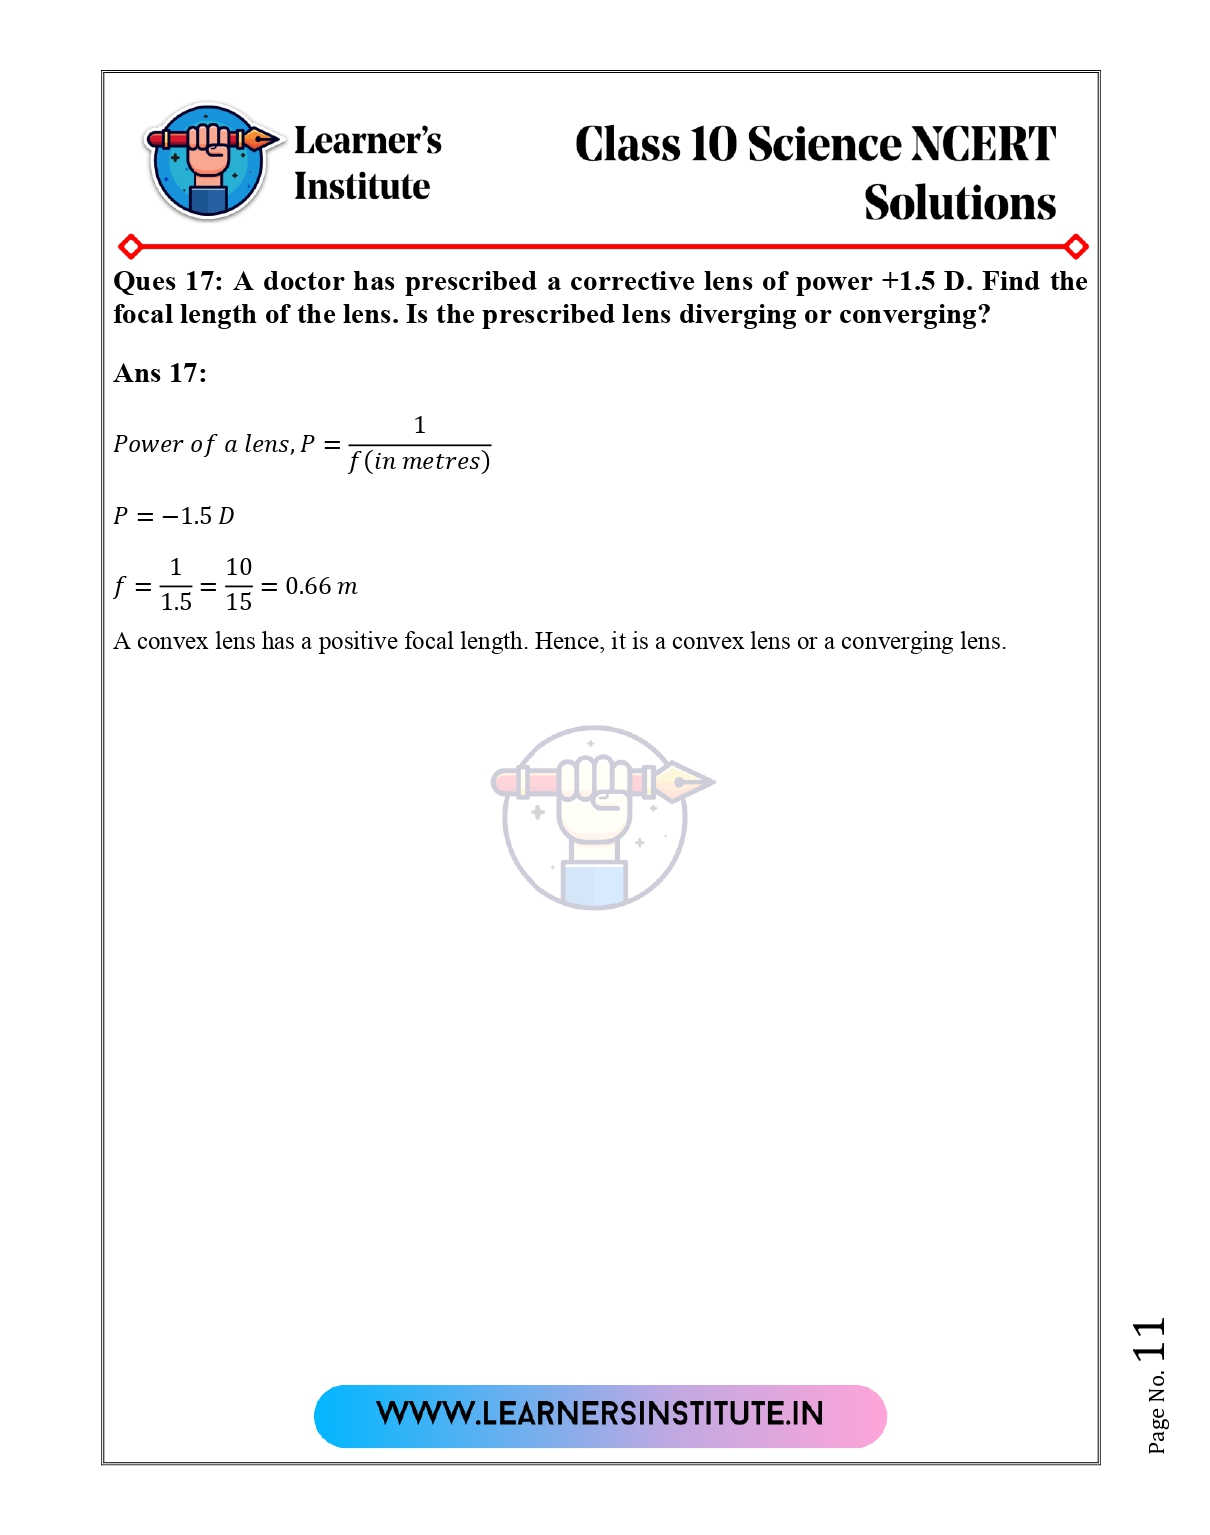 Learner's
Institute
Class 10 Science NCERT
Solutions
Ques 17: A doctor has prescribed a corrective lens of power +1.5 D. Find the
focal length of the lens. Is the prescribed lens diverging or converging?
Ans 17:
Power of a lens, P = 1/f(in metres)
P = −1.5 D
f = 1/1.5 = 10/15 = 0.66 m
A convex lens has a positive focal length. Hence, it is a convex lens or a converging lens.
WWW.LEARNERSINSTITUTE.IN
Page No. 11